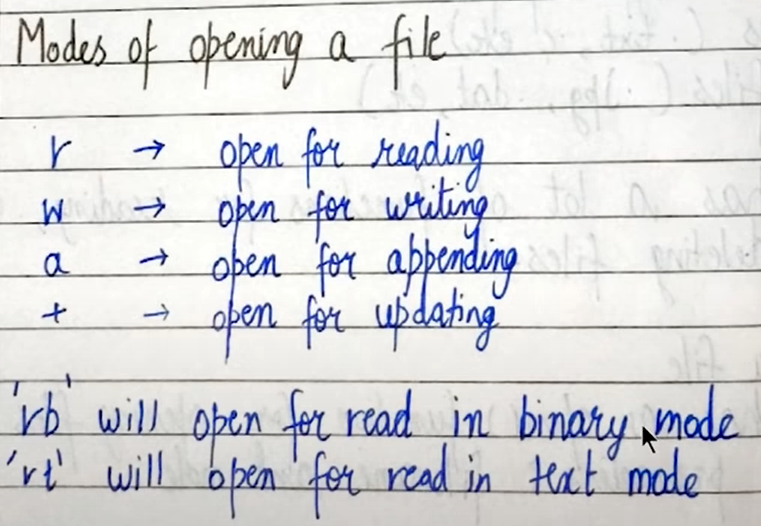 Modes of opening a file
r → open for reading
w → open for writing
a → open for appending
+ → open for updating
'rb' will open for read in binary mode
'rt' will open for read in text mode